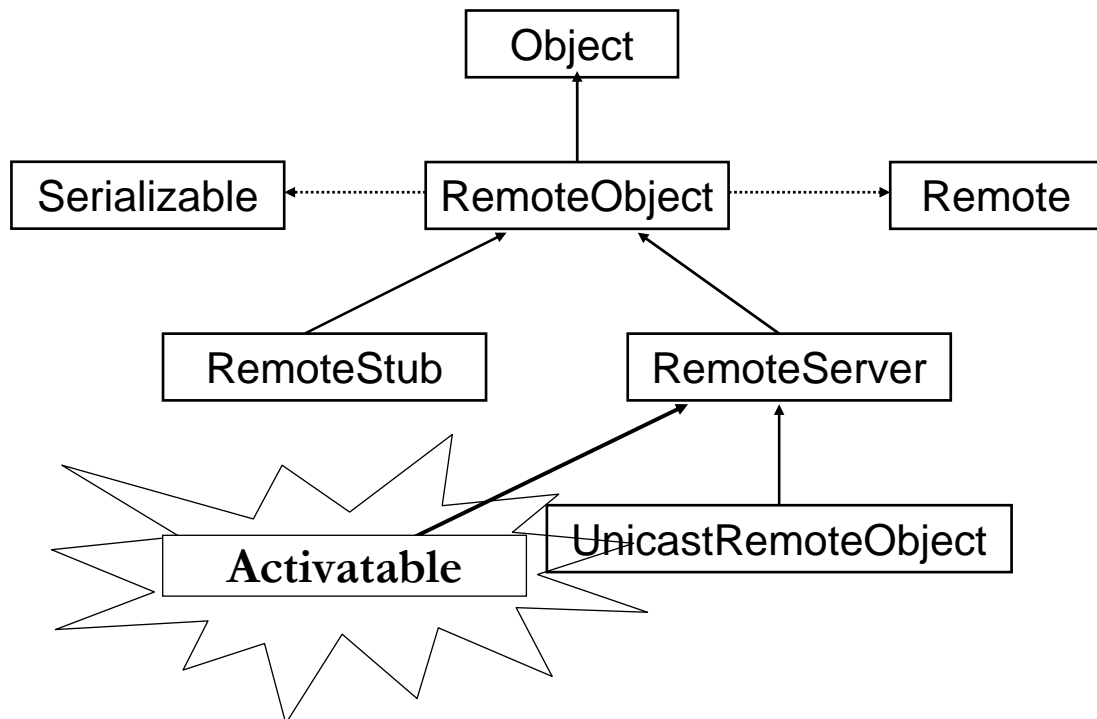 Object
Serializable
RemoteObject
Remote
RemoteStub
RemoteServer
Activatable
UnicastRemoteObject